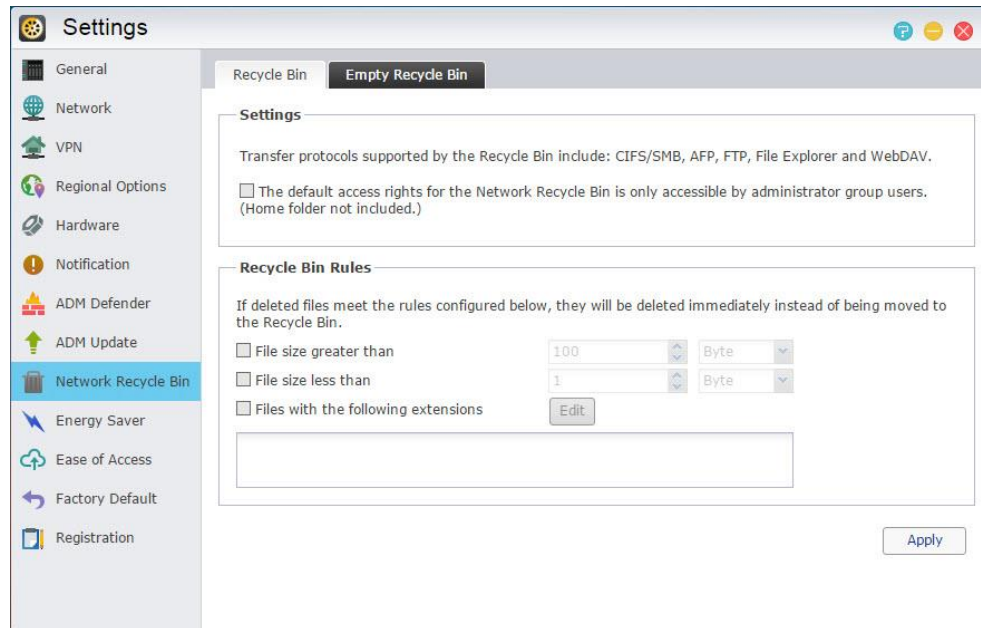 Settings
General
Network
VPN
Regional Options
Hardware
Notification
ADM Defender
ADM Update
Network Recycle Bin
Energy Saver
Ease of Access
Factory Default
Registration
Recycle Bin
Empty Recycle Bin
Settings
Transfer protocols supported by the Recycle Bin include: CIFS/SMB, AFP, FTP, File Explorer and WebDAV.
The default access rights for the Network Recycle Bin is only accessible by administrator group users.
(Home folder not included.)
Recycle Bin Rules
If deleted files meet the rules configured below, they will be deleted immediately instead of being moved to
the Recycle Bin.
File size greater than 100 Byte
File size less than 1 Byte
Files with the following extensions Edit
Apply